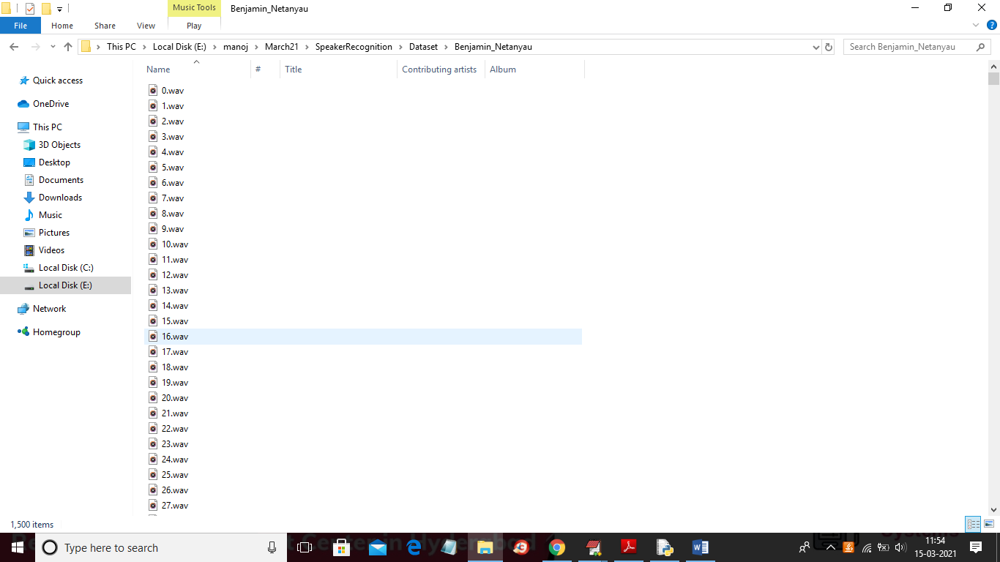 Music Tools Benjamin_Netanyau
File Home Share View Play
This PC Local Disk (E:) manoj March21 SpeakerRecognition Dataset Benjamin_Netanyau Search Benjamin_Netanyau
Name # Title Contributing artists Album
Quick access
OneDrive
This PC
3D Objects
Desktop
Documents
Downloads
Music
Pictures
Videos
Local Disk (C:)
Local Disk (E:)
Network
Homegroup
0.wav
1.wav
2.wav
3.wav
4.wav
5.wav
6.wav
7.wav
8.wav
9.wav
10.wav
11.wav
12.wav
13.wav
14.wav
15.wav
16.wav
17.wav
18.wav
19.wav
20.wav
21.wav
22.wav
23.wav
24.wav
25.wav
26.wav
27.wav
1,500 items
Type here to search
11:54
15-03-2021